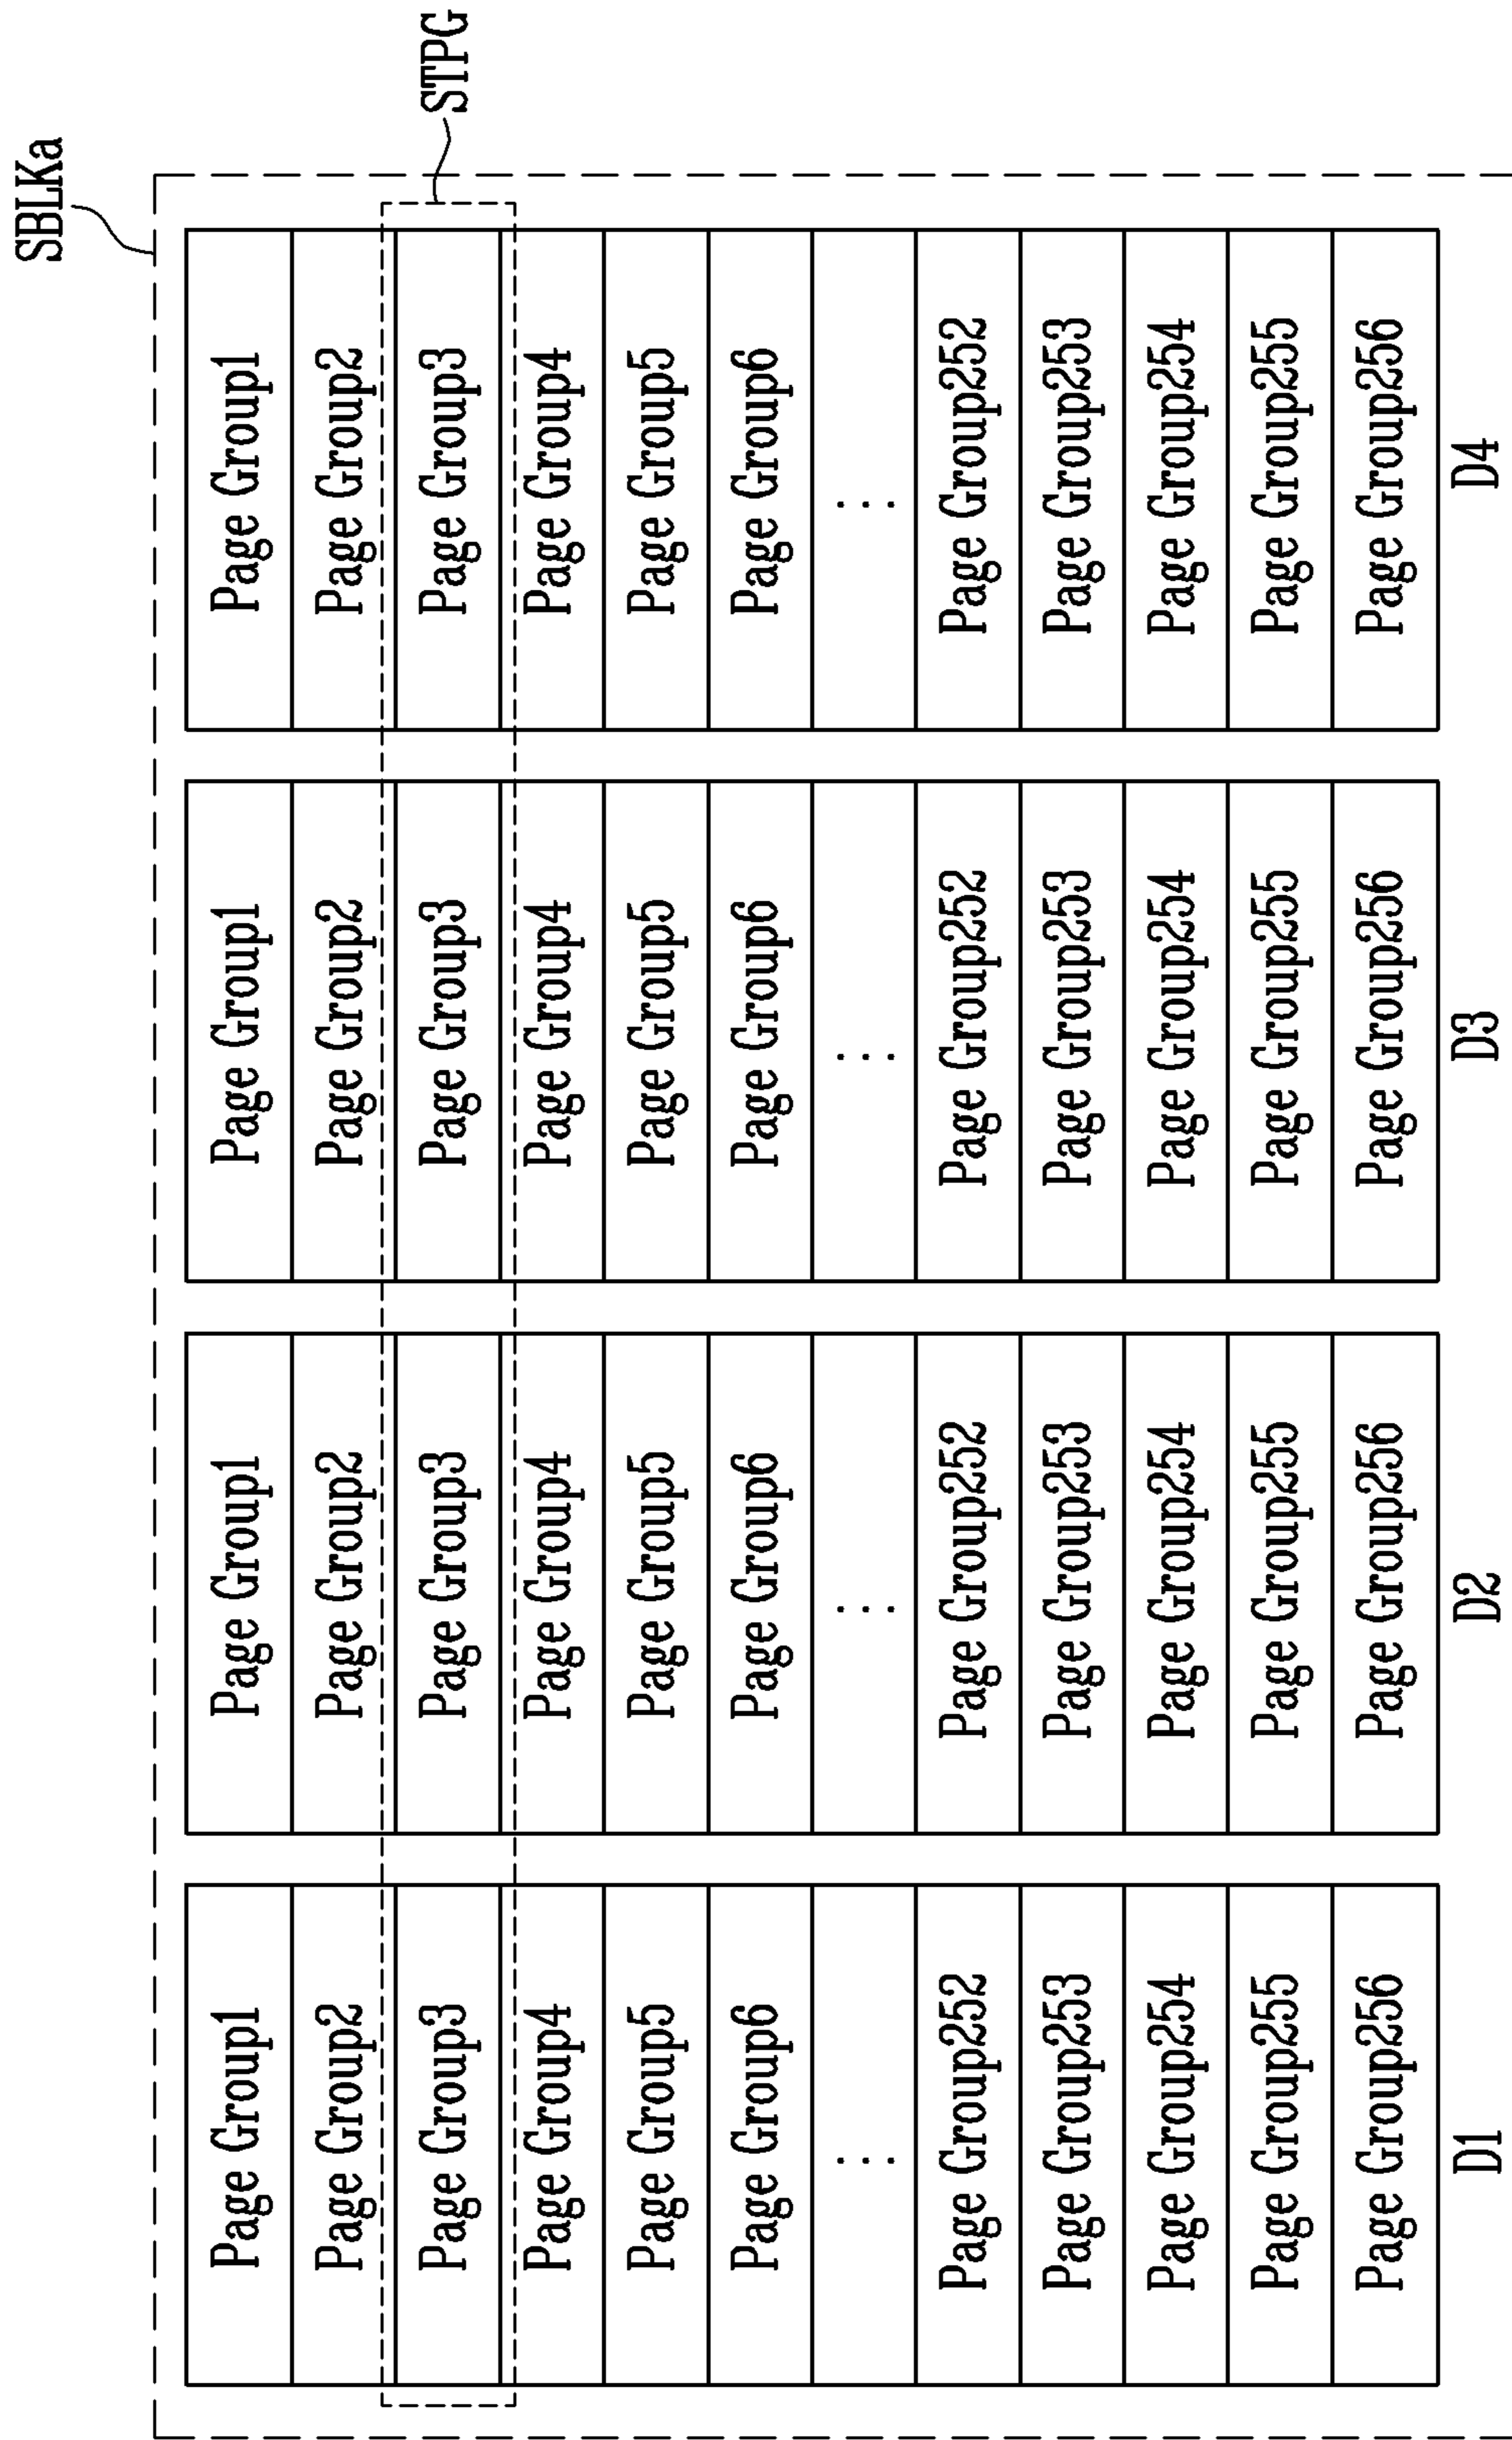 SBLKa
STPG
Page Group1 Page Group1 Page Group1 Page Group1
Page Group2 Page Group2 Page Group2 Page Group2
Page Group3 Page Group3 Page Group3 Page Group3
Page Group4 Page Group4 Page Group4 Page Group4
Page Group5 Page Group5 Page Group5 Page Group5
Page Group6 Page Group6 Page Group6 Page Group6
... ... ... ...
Page Group252 Page Group252 Page Group252 Page Group252
Page Group253 Page Group253 Page Group253 Page Group253
Page Group254 Page Group254 Page Group254 Page Group254
Page Group255 Page Group255 Page Group255 Page Group255
Page Group256 Page Group256 Page Group256 Page Group256
D1 D2 D3 D4